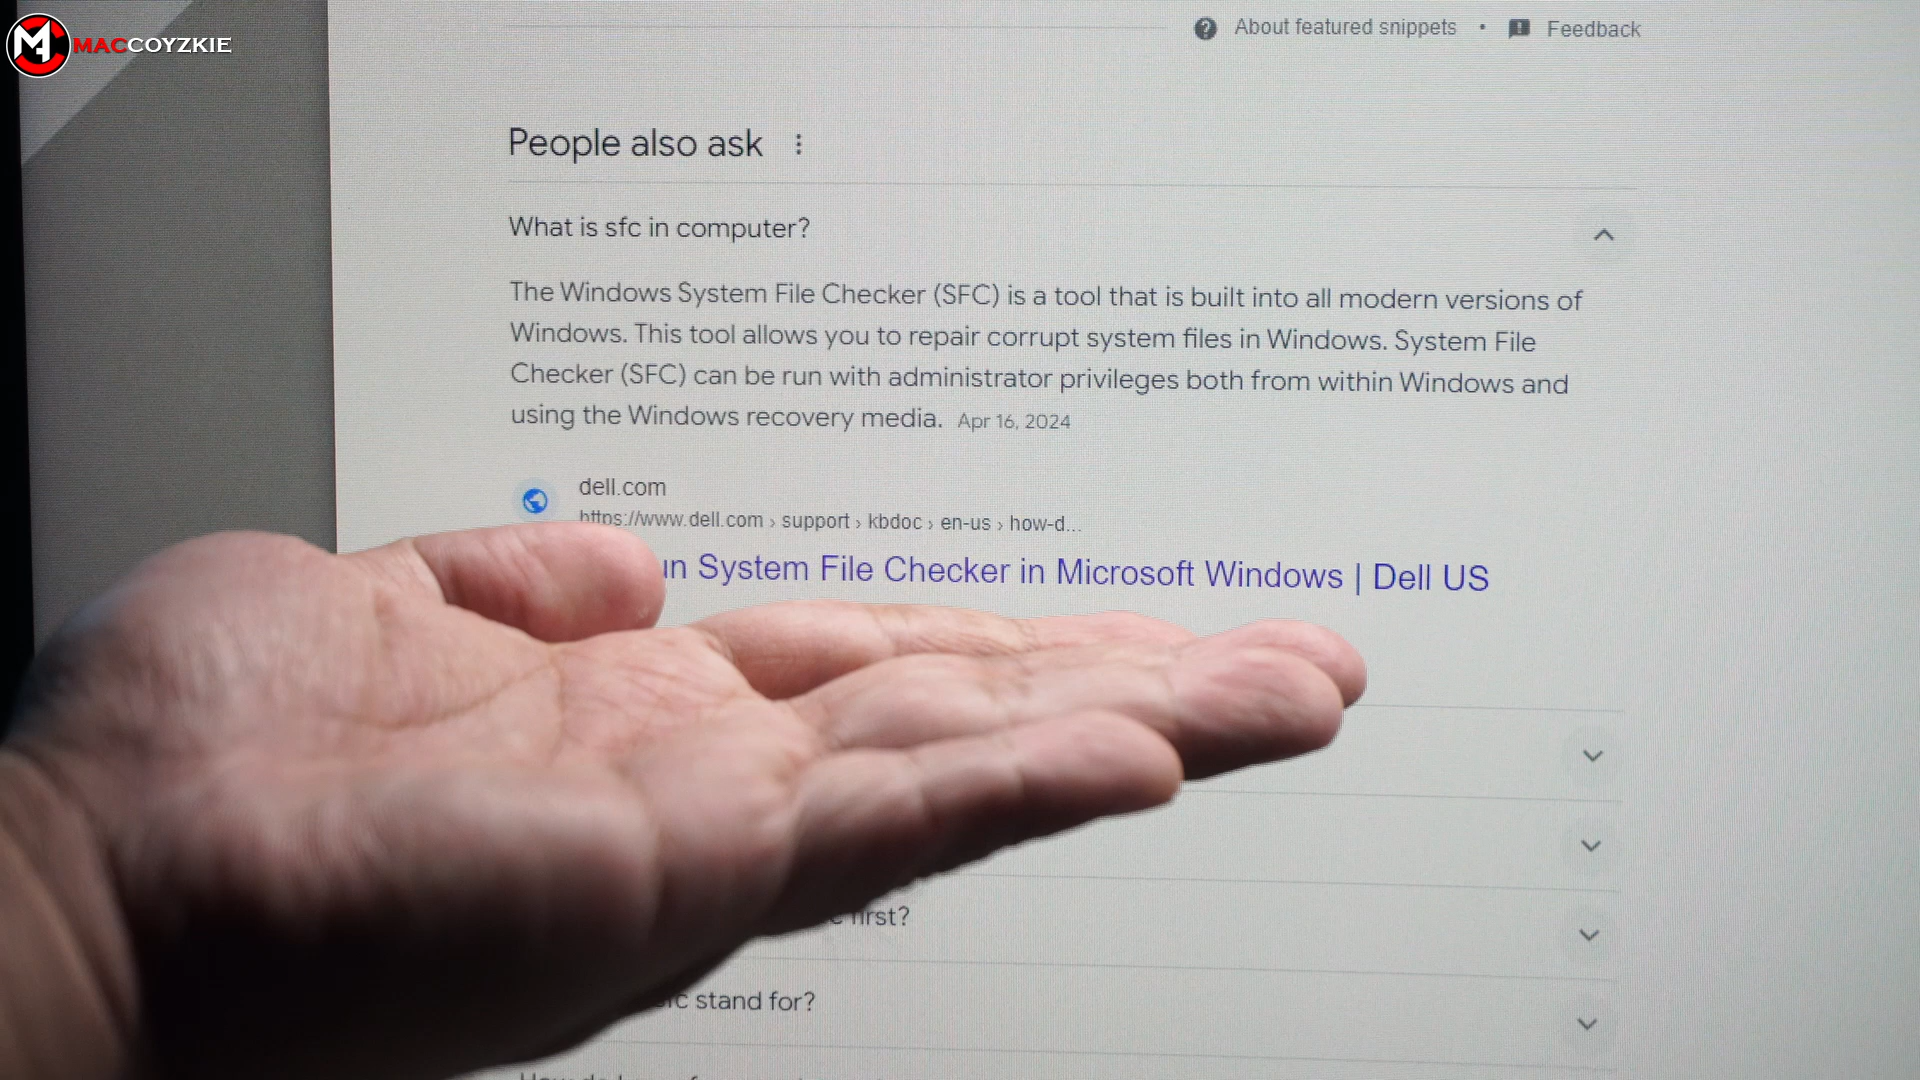 MACCOYZKIE
About featured snippets • Feedback
People also ask
What is sfc in computer?
The Windows System File Checker (SFC) is a tool that is built into all modern versions of
Windows. This tool allows you to repair corrupt system files in Windows. System File
Checker (SFC) can be run with administrator privileges both from within Windows and
using the Windows recovery media. Apr 16, 2024
dell.com
https://www.dell.com › support › kbdoc › en-us › how-d...
System File Checker in Microsoft Windows | Dell US
first?
stand for?